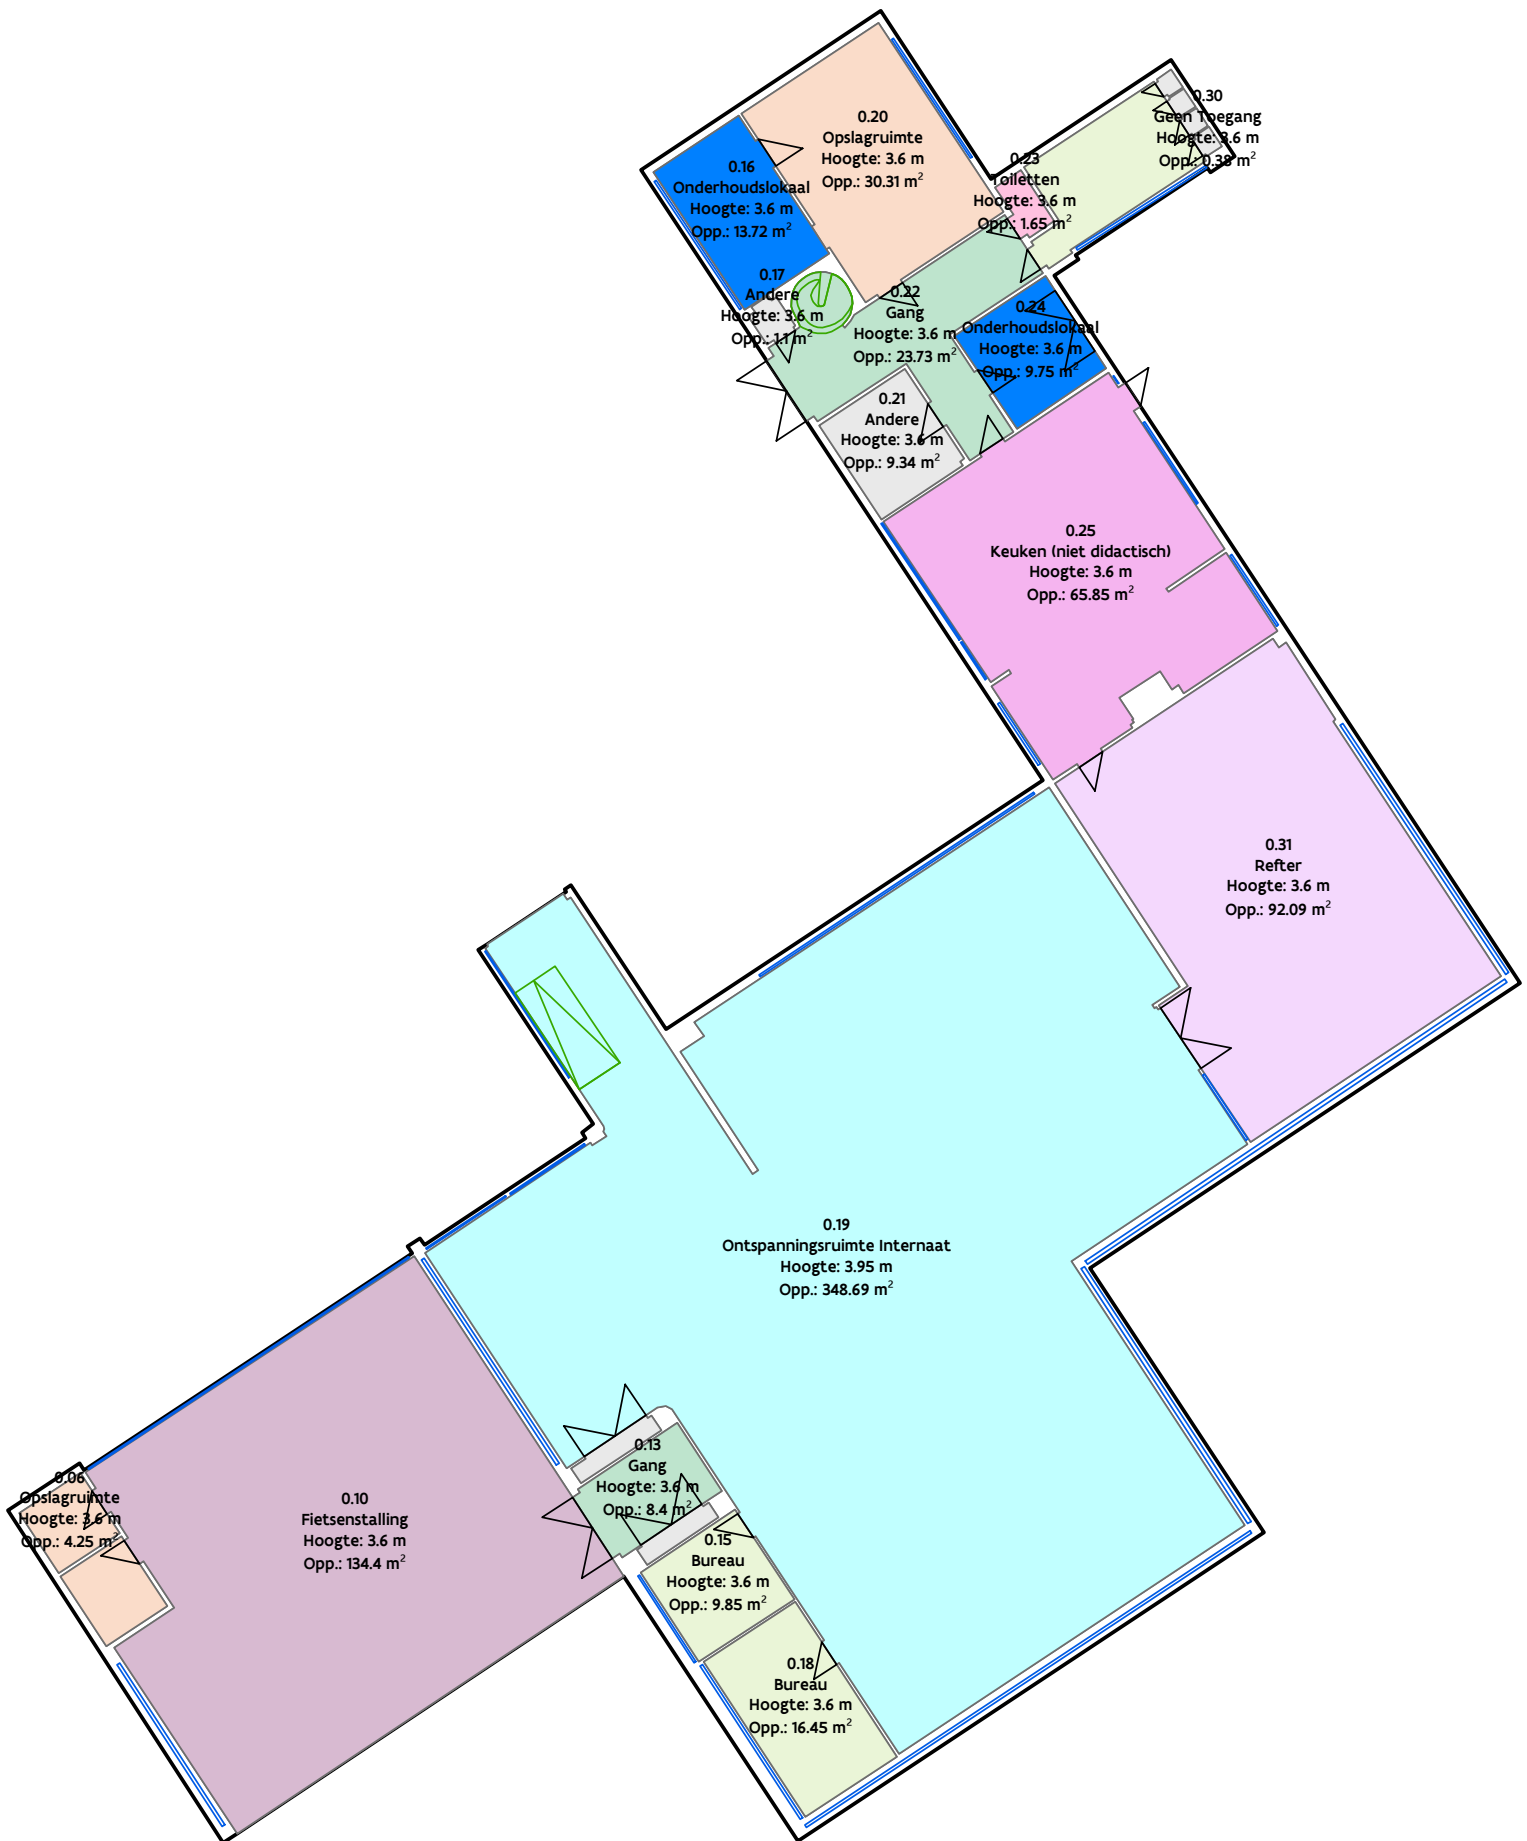 0.20
Opslagruimte
Hoogte: 3.6 m
Opp.: 30.31 m²
0.30
Geen Toegang
Hoogte: 3.6 m
Opp.: 0.38 m²
0.16
Onderhoudslokaal
Hoogte: 3.6 m
Opp.: 13.72 m²
0.23
Toiletten
Hoogte: 3.6 m
Opp.: 1.65 m²
0.17
Andere
Hoogte: 3.6 m
Opp.: 1.1 m²
0.22
Gang
Hoogte: 3.6 m
Opp.: 23.73 m²
0.24
Onderhoudslokaal
Hoogte: 3.6 m
Opp.: 9.75 m²
0.21
Andere
Hoogte: 3.6 m
Opp.: 9.34 m²
0.25
Keuken (niet didactisch)
Hoogte: 3.6 m
Opp.: 65.85 m²
0.31
Refter
Hoogte: 3.6 m
Opp.: 92.09 m²
0.19
Ontspanningsruimte Internaat
Hoogte: 3.95 m
Opp.: 348.69 m²
0.13
Gang
Hoogte: 3.6 m
Opp.: 8.4 m²
0.06
Opslagruimte
Hoogte: 3.6 m
Opp.: 4.25 m²
0.10
Fietsenstalling
Hoogte: 3.6 m
Opp.: 134.4 m²
0.15
Bureau
Hoogte: 3.6 m
Opp.: 9.85 m²
0.18
Bureau
Hoogte: 3.6 m
Opp.: 16.45 m²